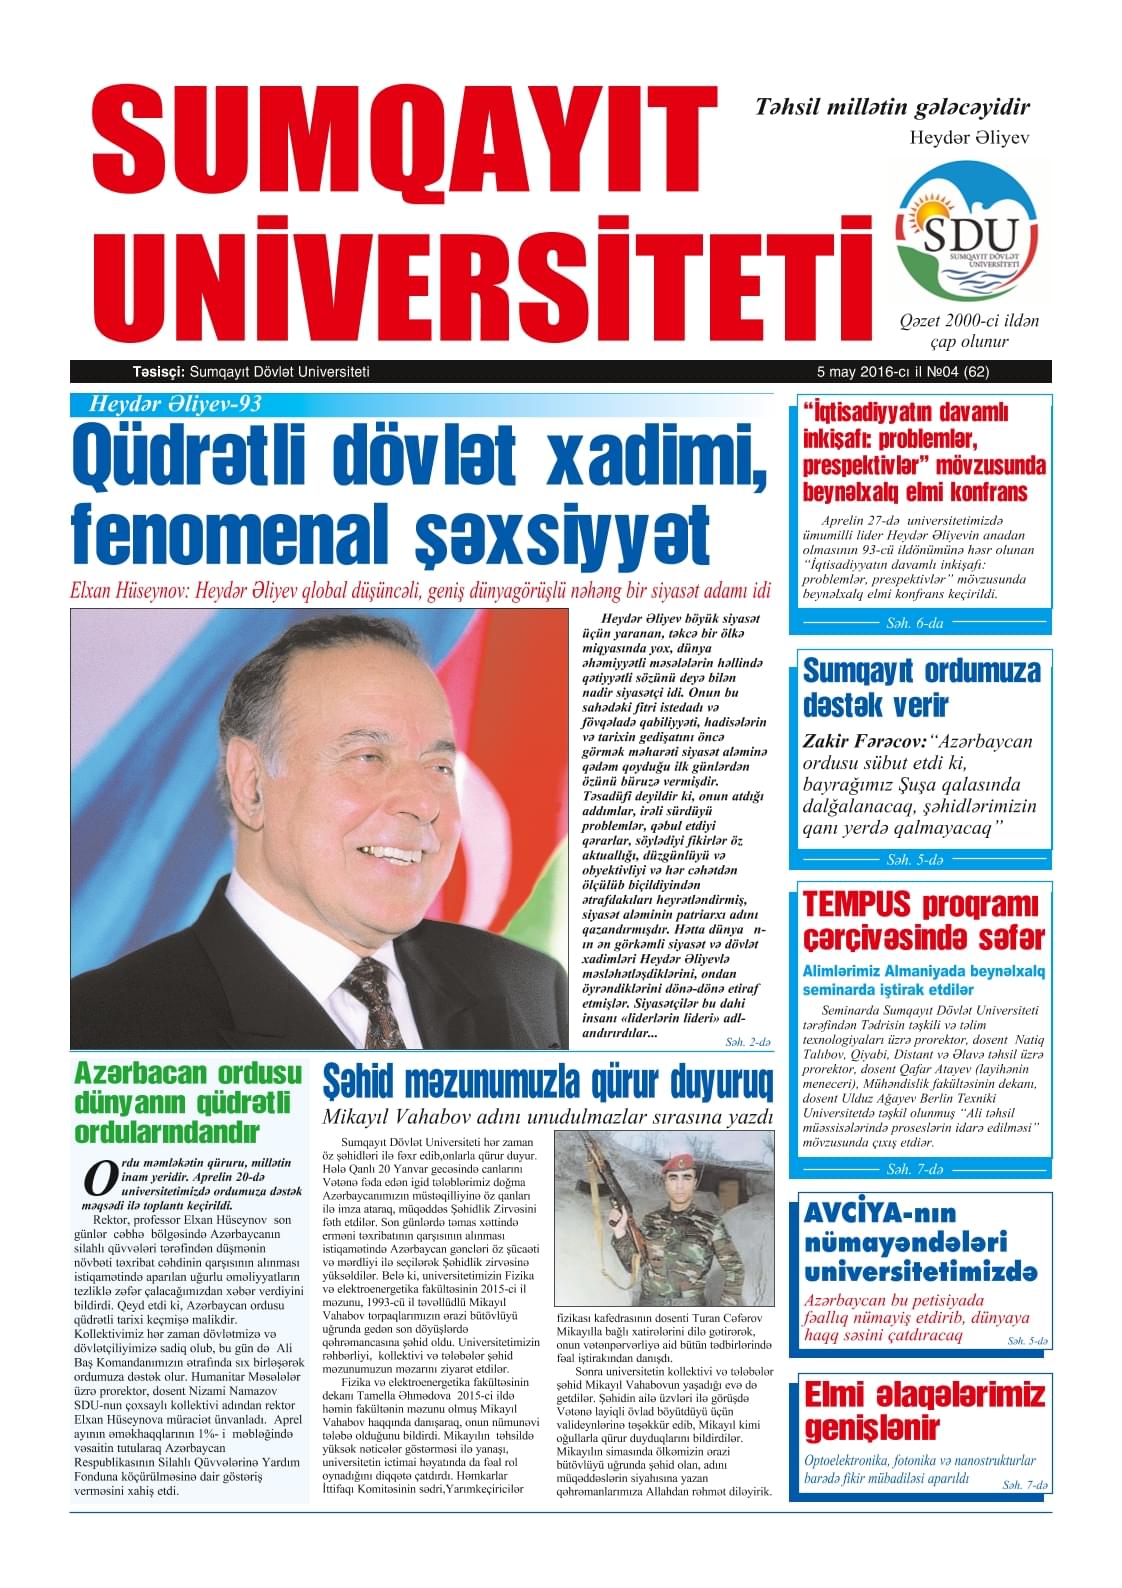 SUMQAYIT
UNİVERSİTETİ
Təhsil millətin gələcəyidir
Heydər Əliyev
SDU
SUMQAYIT DÖVLƏT
UNİVERSİTETİ
Qəzet 2000-ci ildən
çap olunur
Təsisçi: Sumqayıt Dövlət Universiteti
5 may 2016-cı il №04 (62)
Heydər Əliyev-93
Qüdrətli dövlət xadimi,
fenomenal şəxsiyyət
Elxan Hüseynov: Heydər Əliyev qlobal düşüncəli, geniş dünyagörüşlü nəhəng bir siyasət adamı idi
Heydər Əliyev böyük siyasət
üçün yaranan, təkcə bir ölkə
miqyasında yox, dünya
əhəmiyyətli məsələlərin həllində
qətiyyətli sözünü deyə bilən
nadir siyasətçi idi. Onun bu
sahədəki fitri istedadı və
fövqəladə qabiliyyəti, hadisələrin
və tarixin gedişatını öncə
görmək məharəti siyasət aləminə
qədəm qoyduğu ilk günlərdən
özünü büruzə vermişdir.
Təsadüfi deyildir ki, onun atdığı
addımlar, irəli sürdüyü
problemlər, qəbul etdiyi
qərarlar, söylədiyi fikirlər öz
aktuallığı, düzgünlüyü və
obyektivliyi və hər cəhətdən
ölçülüb biçildiyindən
ətrafdakıları heyrətləndirmiş,
siyasət aləminin patriarxı adını
qazandırmışdır. Hətta dünya n-
ın ən görkəmli siyasət və dövlət
xadimləri Heydər Əliyevlə
məsləhətləşdiklərini, ondan
öyrəndiklərini dönə-dönə etiraf
etmişlər. Siyasətçilər bu dahi
insanı «liderlərin lideri» adl-
andırırdılar...
Səh. 2-də
Azərbacan ordusu
dünyanın qüdrətli
ordularındandır
Ordu məmləkətin qüruru, millətin
inam yeridir. Aprelin 20-də
universitetimizdə ordumuza dəstək
məqsədi ilə toplantı keçirildi.
Rektor, professor Elxan Hüseynov son
günlər cəbhə bölgəsində Azərbaycanın
silahlı qüvvələri tərəfindən düşmənin
növbəti təxribat cəhdinin qarşısının alınması
istiqamətində aparılan uğurlu əməliyyatların
tezliklə zəfər çalacağımızdan xəbər verdiyini
bildirdi. Qeyd etdi ki, Azərbaycan ordusu
qüdrətli tarixi keçmişə malikdir.
Kollektivimiz hər zaman dövlətmizə və
dövlətçiliyimizə sadiq olub, bu gün də Ali
Baş Komandanımızın ətrafında sıx birləşərək
ordumuza dəstək olur. Humanitar Məsələlər
üzrə prorektor, dosent Nizami Namazov
SDU-nun çoxsaylı kollektivi adından rektor
Elxan Hüseynova müraciət ünvanladı. Aprel
ayının əməkhaqqlarının 1%- i məbləğində
vəsaitin tutularaq Azərbaycan
Respublikasının Silahlı Qüvvələrinə Yardım
Fonduna köçürülməsinə dair göstəriş
verməsini xahiş etdi.
Şəhid məzunumuzla qürur duyuruq
Mikayıl Vahabov adını unudulmazlar sırasına yazdı
Sumqayıt Dövlət Universiteti hər zaman
öz şəhidləri ilə fəxr edib,onlarla qürur duyur.
Hələ Qanlı 20 Yanvar gecəsində canlarını
Vətənə fəda edən igid tələblərimiz doğma
Azərbaycanımızın müstəqilliyinə öz qanları
ilə imza ataraq, müqəddəs Şəhidlik Zirvəsini
fəth etdilər. Son günlərdə təmas xəttində
erməni təxribatının qarşısının alınması
istiqamətində Azərbaycan gəncləri öz şücaəti
və mərdliyi ilə seçilərək Şəhidlik zirvəsinə
yüksəldilər. Belə ki, universitetimizin Fizika
və elektroenergetika fakültəsinin 2015-ci il
məzunu, 1993-cü il təvəllüdlü Mikayıl
Vahabov torpaqlarımızın ərazi bütövlüyü
uğrunda gedən son döyüşlərdə
qəhrəmancasına şəhid oldu. Universitetimizin
rəhbərliyi, kollektivi və tələbələr şəhid
məzunumuzun məzarını ziyarət etdilər.
Fizika və elektroenergetika fakültəsinin
dekanı Tamella Əhmədova 2015-ci ildə
həmin fakültənin məzunu olmuş Mikayıl
Vahabov haqqında danışaraq, onun nümunəvi
tələbə olduğunu bildirdi. Mikayılın təhsildə
yüksək nəticələr göstərməsi ilə yanaşı,
universitetin ictimai həyatında da fəal rol
oynadığını diqqətə çatdırdı. Həmkarlar
İttifaqı Komitəsinin sədri,Yarımkeçiricilər
fizikası kafedrasının dosenti Turan Cəfərov
Mikayılla bağlı xatirələrini dilə gətirərək,
onun vətənpərvərliyə aid bütün tədbirlərində
fəal iştirakından danışdı.
Sonra universitetin kollektivi və tələbələr
şəhid Mikayıl Vahabovun yaşadığı evə də
getdilər. Şəhidin ailə üzvləri ilə görüşdə
Vətənə layiqli övlad böyütdüyü üçün
valideynlərinə təşəkkür edib, Mikayıl kimi
oğullarla qürur duyduqlarını bildirdilər.
Mikayılın simasında ölkəmizin ərazi
bütövlüyü uğrunda şəhid olan, adını
müqəddəslərin siyahısına yazan
qəhrəmanlarımıza Allahdan rəhmət diləyirik.
“İqtisadiyyatın davamlı
inkişafı: problemlər,
prespektivlər” mövzusunda
beynəlxalq elmi konfrans
Aprelin 27-də universitetimizdə
ümumilli lider Heydər Əliyevin anadan
olmasının 93-cü ildönümünə həsr olunan
“İqtisadiyyatın davamlı inkişafı:
problemlər, prespektivlər” mövzusunda
beynəlxalq elmi konfrans keçirildi.
Səh. 6-da
Sumqayıt ordumuza
dəstək verir
Zakir Fərəcov:“Azərbaycan
ordusu sübut etdi ki,
bayrağımız Şuşa qalasında
dalğalanacaq, şəhidlərimizin
qanı yerdə qalmayacaq”
Səh. 5-də
TEMPUS proqramı
çərçivəsində səfər
Alimlərimiz Almaniyada beynəlxalq
seminarda iştirak etdilər
Seminarda Sumqayıt Dövlət Universiteti
tərəfindən Tədrisin təşkili və təlim
texnologiyaları üzrə prorektor, dosent Natiq
Talıbov, Qiyabi, Distant və Əlavə təhsil üzrə
prorektor, dosent Qafar Atayev (layihənin
meneceri), Mühəndislik fakültəsinin dekanı,
dosent Ulduz Ağayev Berlin Texniki
Universitetdə təşkil olunmuş “Ali təhsil
müəssisələrində proseslərin idarə edilməsi”
mövzusunda çıxış etdiər.
Səh. 7-də
AVCİYA-nın
nümayəndələri
universitetimizdə
Azərbaycan bu petisiyada
fəallıq nümayiş etdirib, dünyaya
haqq səsini çatdıracaq
Səh. 5-də
Elmi əlaqələrimiz
genişlənir
Optoelektronika, fotonika və nanostrukturlar
barədə fikir mübadiləsi aparıldı
Səh. 7-də